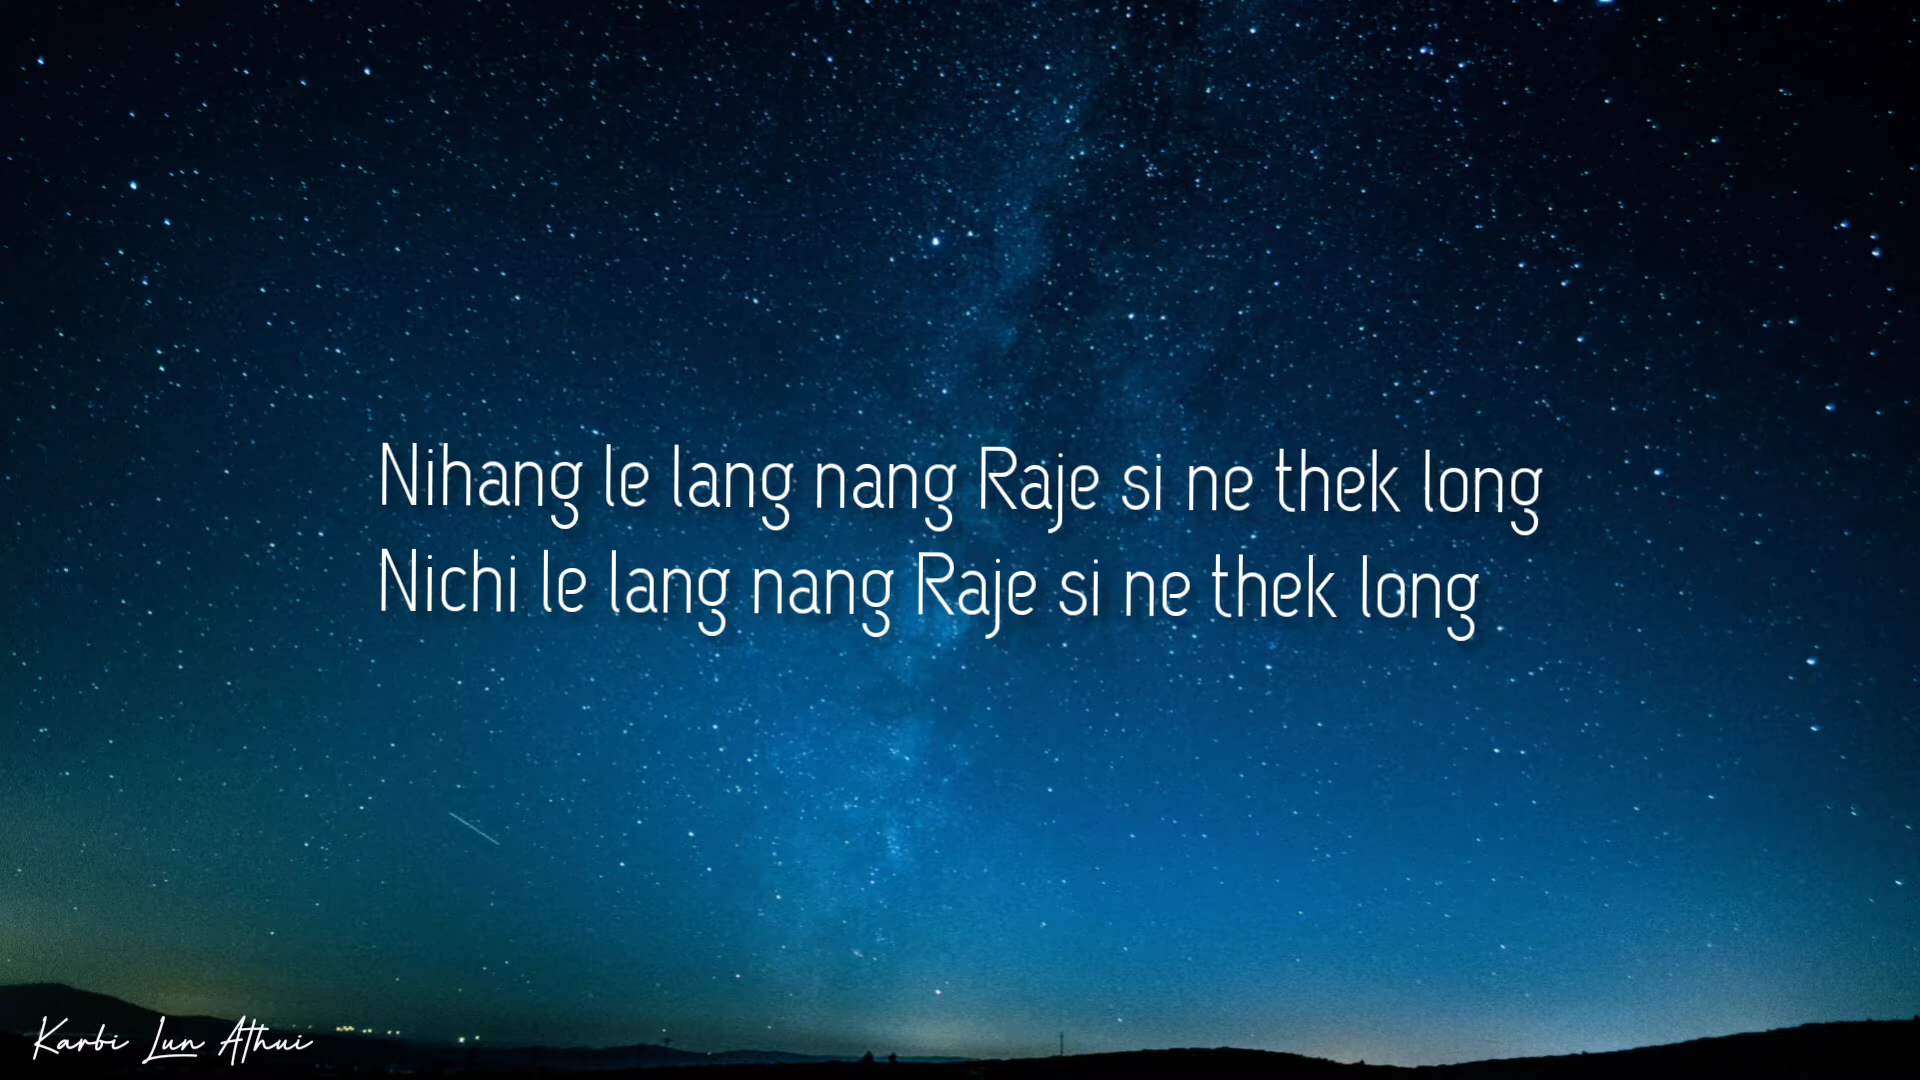 Nihang le lang nang Raje si ne thek long
Nichi le lang nang Raje si ne thek long
Karbi Lun Athui